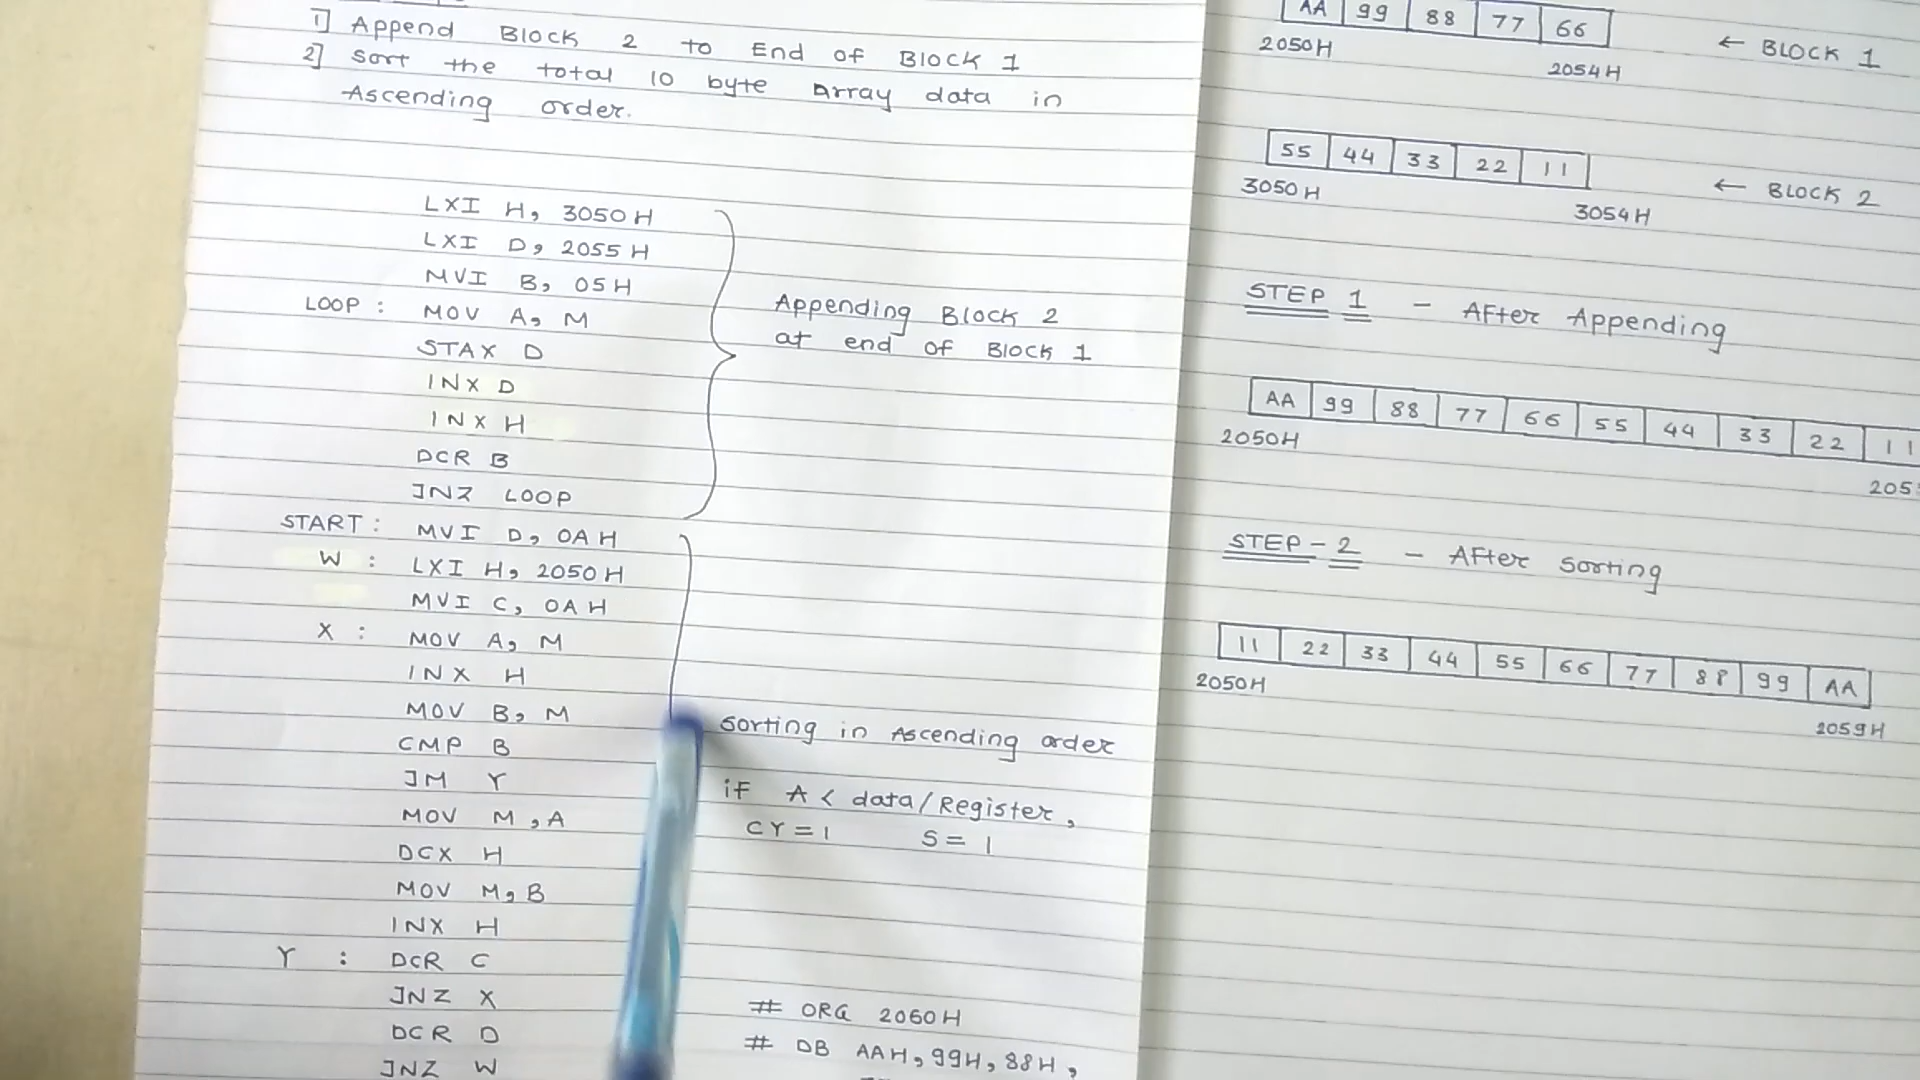 1] Append Block 2 to End of Block 1
2] Sort the total 10 byte Array data in
Ascending order.
LXI H, 3050H
LXI D, 2055H
MVI B, 05H
LOOP : MOV A, M
STAX D
INX D
INX H
DCR B
JNZ LOOP
Appending Block 2
at end of Block 1
START : MVI D, 0AH
W : LXI H, 2050H
MVI C, 0AH
X : MOV A, M
INX H
MOV B, M
CMP B
JM Y
MOV M, A
DCX H
MOV M, B
INX H
Y : DCR C
JNZ X
DCR D
JNZ W
Sorting in Ascending order
if A < data/Register,
CY = 1 S = 1
# ORG 2050H
# DB AAH, 99H, 88H,
AA 99 88 77 66
← BLOCK 1
2050H 2054H
55 44 33 22 11
← BLOCK 2
3050H 3054H
STEP 1 - After Appending
AA 99 88 77 66 55 44 33 22 11
2050H 205
STEP-2 - After Sorting
11 22 33 44 55 66 77 88 99 AA
2050H 2059H